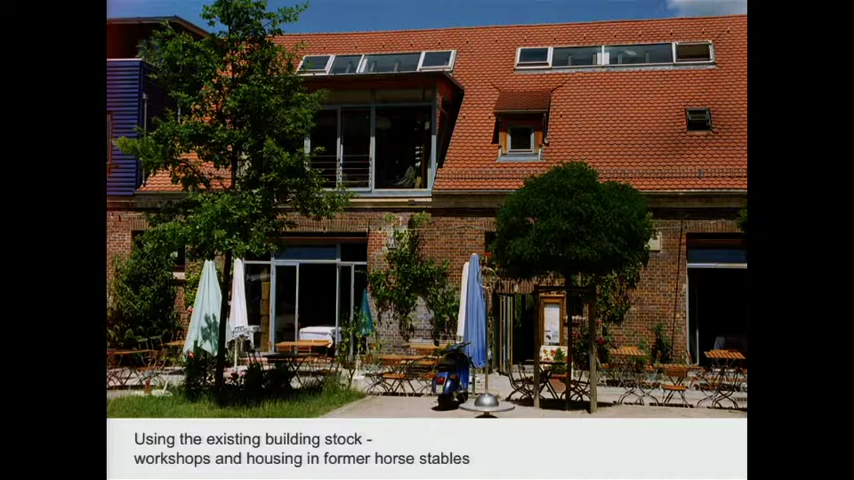 Using the existing building stock -
workshops and housing in former horse stables